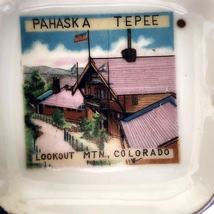 PAHASKA TEPEE
LOOKOUT MTN., COLORADO